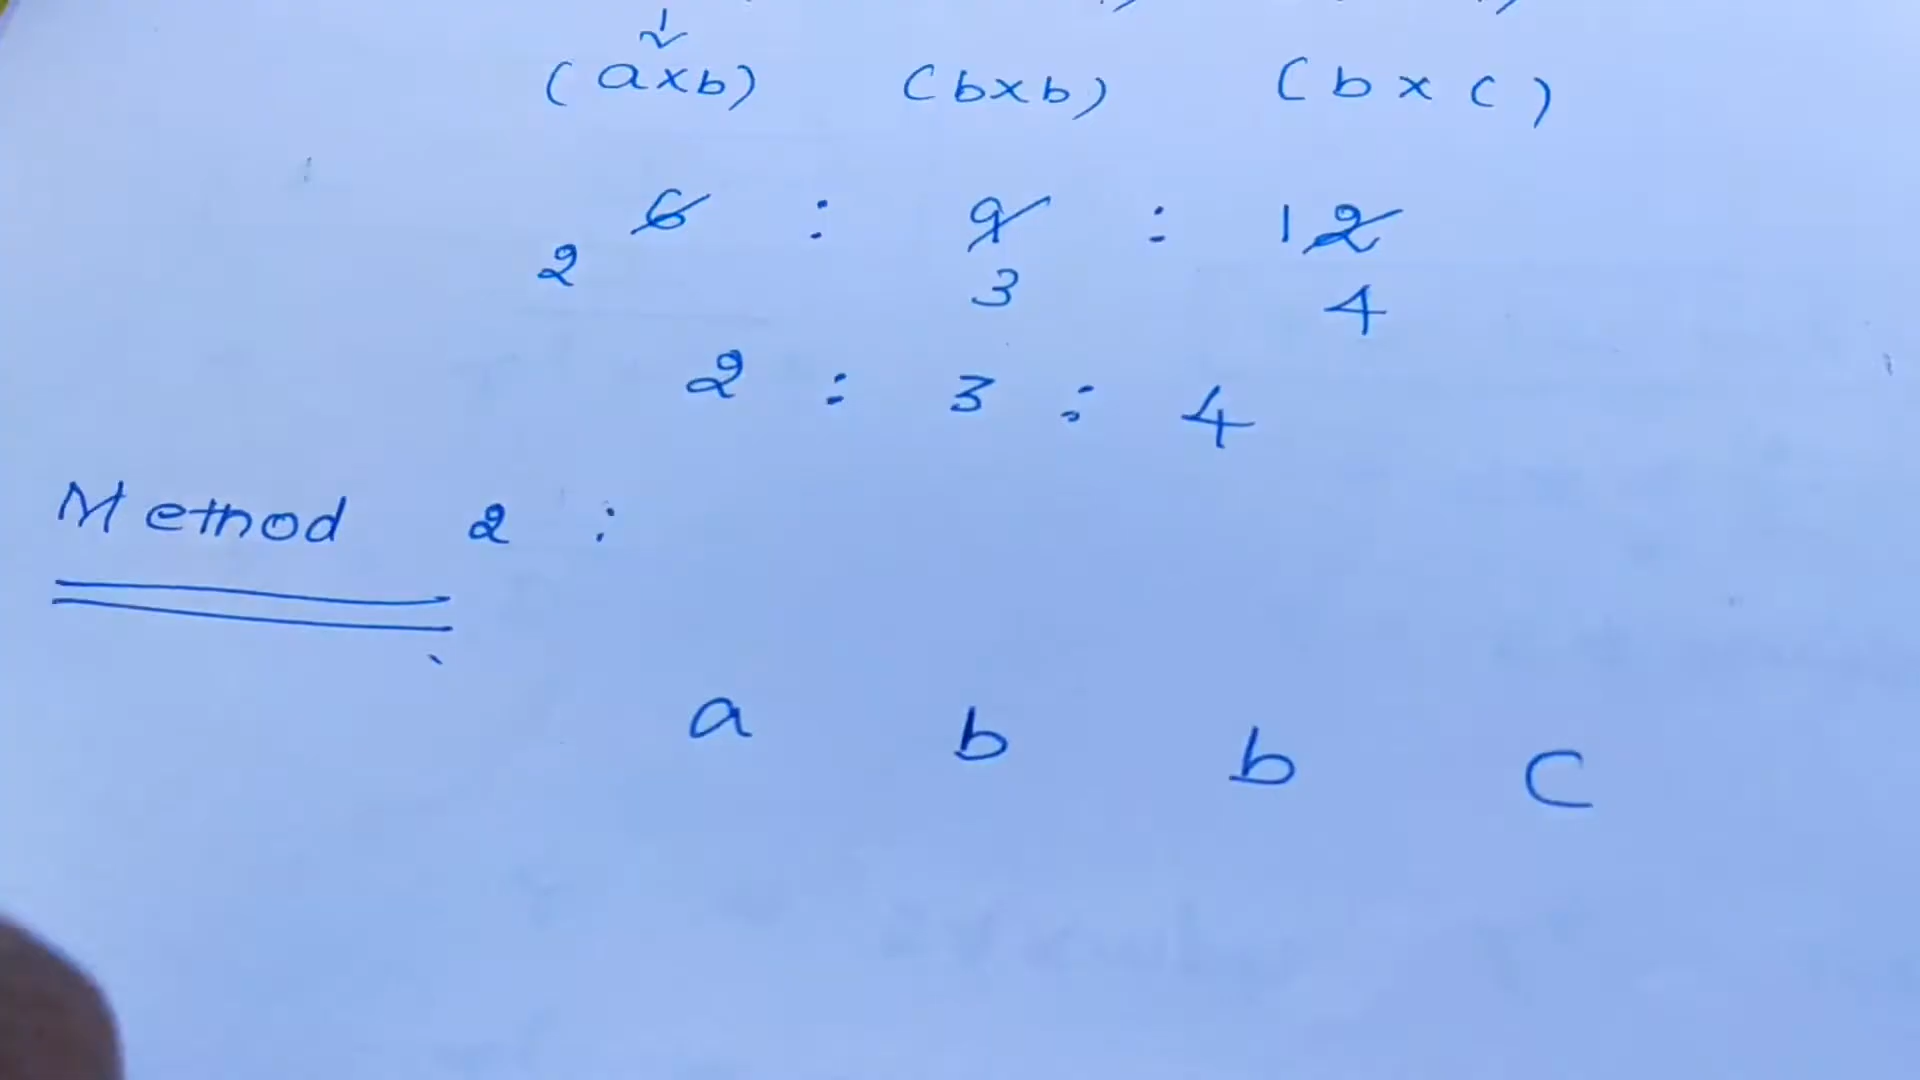 (a×b) (b×b) (b×c)
6 : 9 : 12
2 3 4
2 : 3 : 4
Method 2 :
a b b c